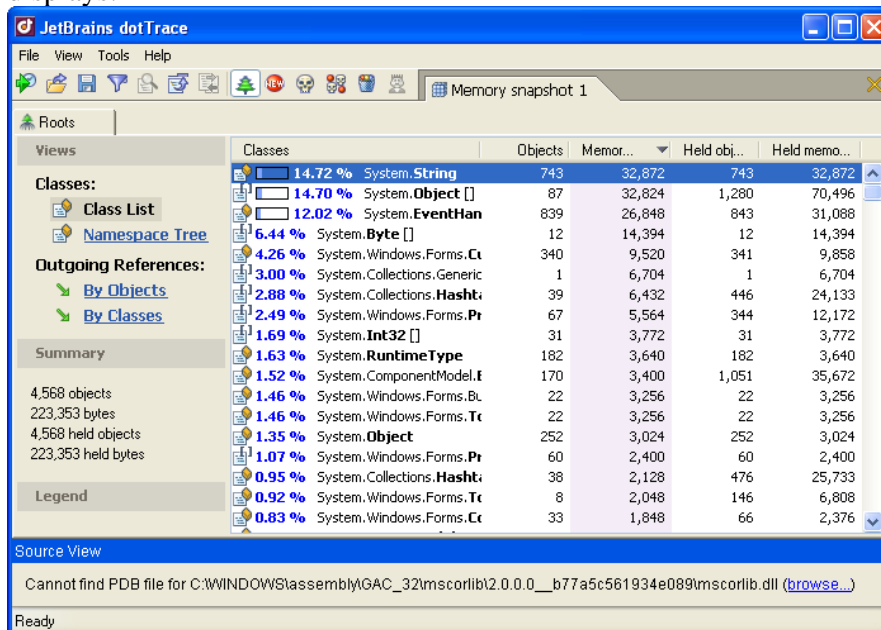 JetBrains dotTrace
File View Tools Help
NEW
Memory snapshot 1
Roots
Views
Classes:
Class List
Namespace Tree
Outgoing References:
By Objects
By Classes
Summary
4,568 objects
223,353 bytes
4,568 held objects
223,353 held bytes
Legend
Classes Objects Memor... Held obj... Held memo...
14.72 % System.String 743 32,872 743 32,872
14.70 % System.Object [] 87 32,824 1,280 70,496
12.02 % System.EventHan 839 26,848 843 31,088
6.44 % System.Byte [] 12 14,394 12 14,394
4.26 % System.Windows.Forms.Cu 340 9,520 341 9,858
3.00 % System.Collections.Generic 1 6,704 1 6,704
2.88 % System.Collections.Hashta 39 6,432 446 24,133
2.49 % System.Windows.Forms.Pr 67 5,564 344 12,172
1.69 % System.Int32 [] 31 3,772 31 3,772
1.63 % System.RuntimeType 182 3,640 182 3,640
1.52 % System.ComponentModel.E 170 3,400 1,051 35,672
1.46 % System.Windows.Forms.Bu 22 3,256 22 3,256
1.46 % System.Windows.Forms.To 22 3,256 22 3,256
1.35 % System.Object 252 3,024 252 3,024
1.07 % System.Windows.Forms.Pr 60 2,400 60 2,400
0.95 % System.Collections.Hashta 38 2,128 476 25,733
0.92 % System.Windows.Forms.To 8 2,048 146 6,808
0.83 % System.Windows.Forms.Co 33 1,848 66 2,376
Source View
Cannot find PDB file for C:\WINDOWS\assembly\GAC_32\mscorlib\2.0.0.0__b77a5c561934e089\mscorlib.dll (browse...)
Ready